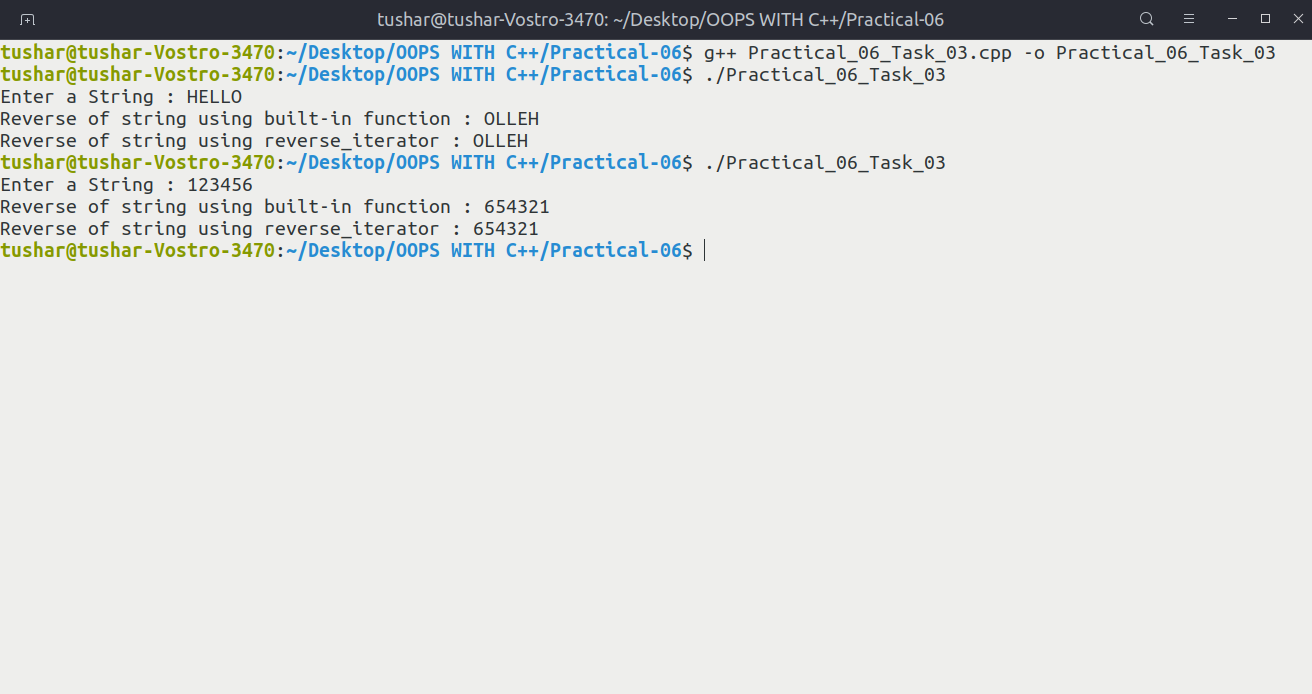 tushar@tushar-Vostro-3470: ~/Desktop/OOPS WITH C++/Practical-06
tushar@tushar-Vostro-3470:~/Desktop/OOPS WITH C++/Practical-06$ g++ Practical_06_Task_03.cpp -o Practical_06_Task_03
tushar@tushar-Vostro-3470:~/Desktop/OOPS WITH C++/Practical-06$ ./Practical_06_Task_03
Enter a String : HELLO
Reverse of string using built-in function : OLLEH
Reverse of string using reverse_iterator : OLLEH
tushar@tushar-Vostro-3470:~/Desktop/OOPS WITH C++/Practical-06$ ./Practical_06_Task_03
Enter a String : 123456
Reverse of string using built-in function : 654321
Reverse of string using reverse_iterator : 654321
tushar@tushar-Vostro-3470:~/Desktop/OOPS WITH C++/Practical-06$